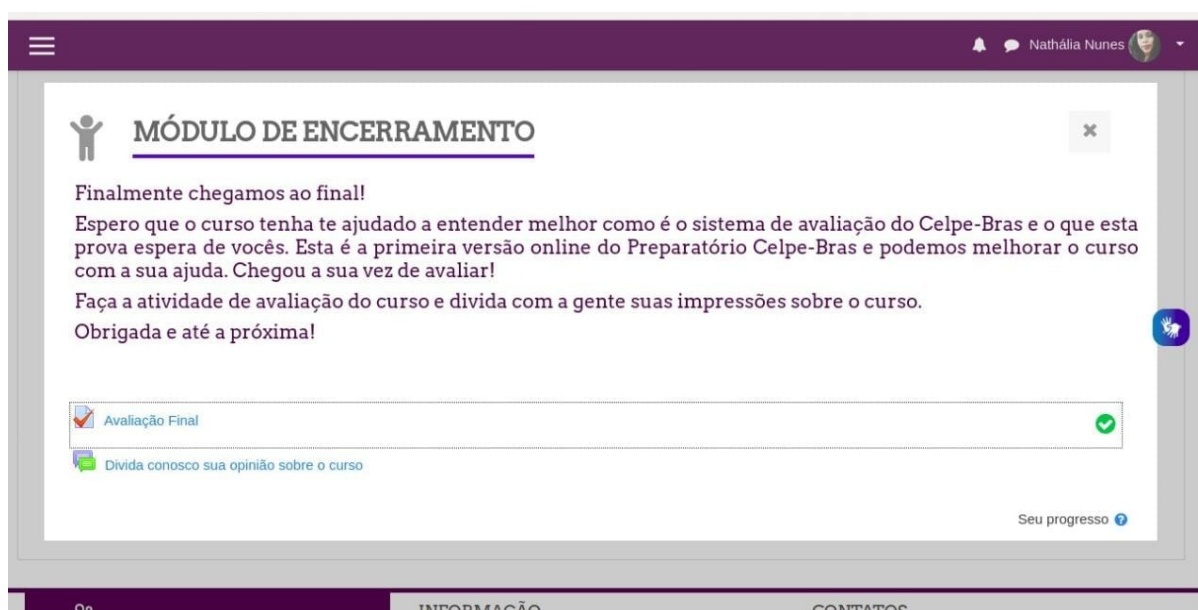 Nathália Nunes
MÓDULO DE ENCERRAMENTO
Finalmente chegamos ao final!
Espero que o curso tenha te ajudado a entender melhor como é o sistema de avaliação do Celpe-Bras e o que esta
prova espera de vocês. Esta é a primeira versão online do Preparatório Celpe-Bras e podemos melhorar o curso
com a sua ajuda. Chegou a sua vez de avaliar!
Faça a atividade de avaliação do curso e divida com a gente suas impressões sobre o curso.
Obrigada e até a próxima!
Avaliação Final
Divida conosco sua opinião sobre o curso
Seu progresso
INFORMAÇÃO
CONTATOS